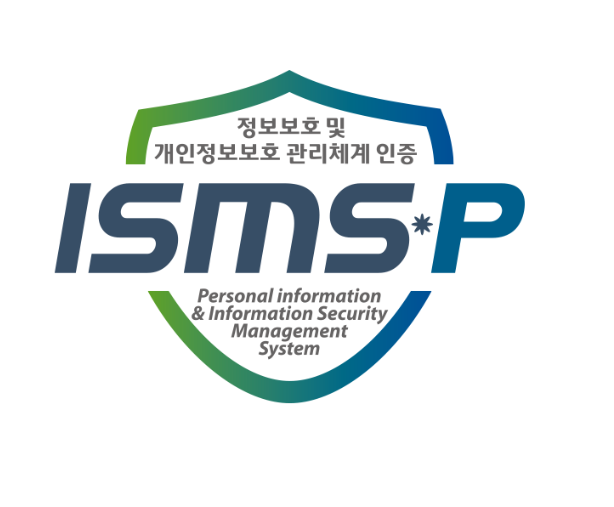 정보보호 및
개인정보보호 관리체계 인증
ISMS*P
Personal information
& Information Security
Management
System